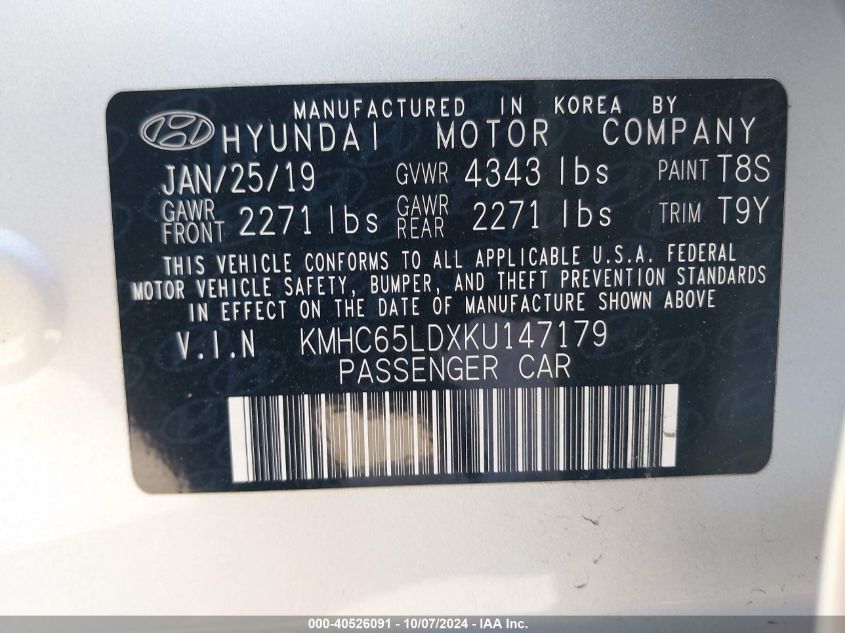 MANUFACTURED IN KOREA BY
HYUNDAI MOTOR COMPANY
JAN/25/19 GVWR 4343 lbs PAINT T8S
GAWR FRONT 2271 lbs GAWR REAR 2271 lbs TRIM T9Y
THIS VEHICLE CONFORMS TO ALL APPLICABLE U.S.A. FEDERAL
MOTOR VEHICLE SAFETY, BUMPER, AND THEFT PREVENTION STANDARDS
IN EFFECT ON THE DATE OF MANUFACTURE SHOWN ABOVE
V.I.N KMHC65LDXKU147179
PASSENGER CAR
000-40526091 - 10/07/2024 - IAA Inc.